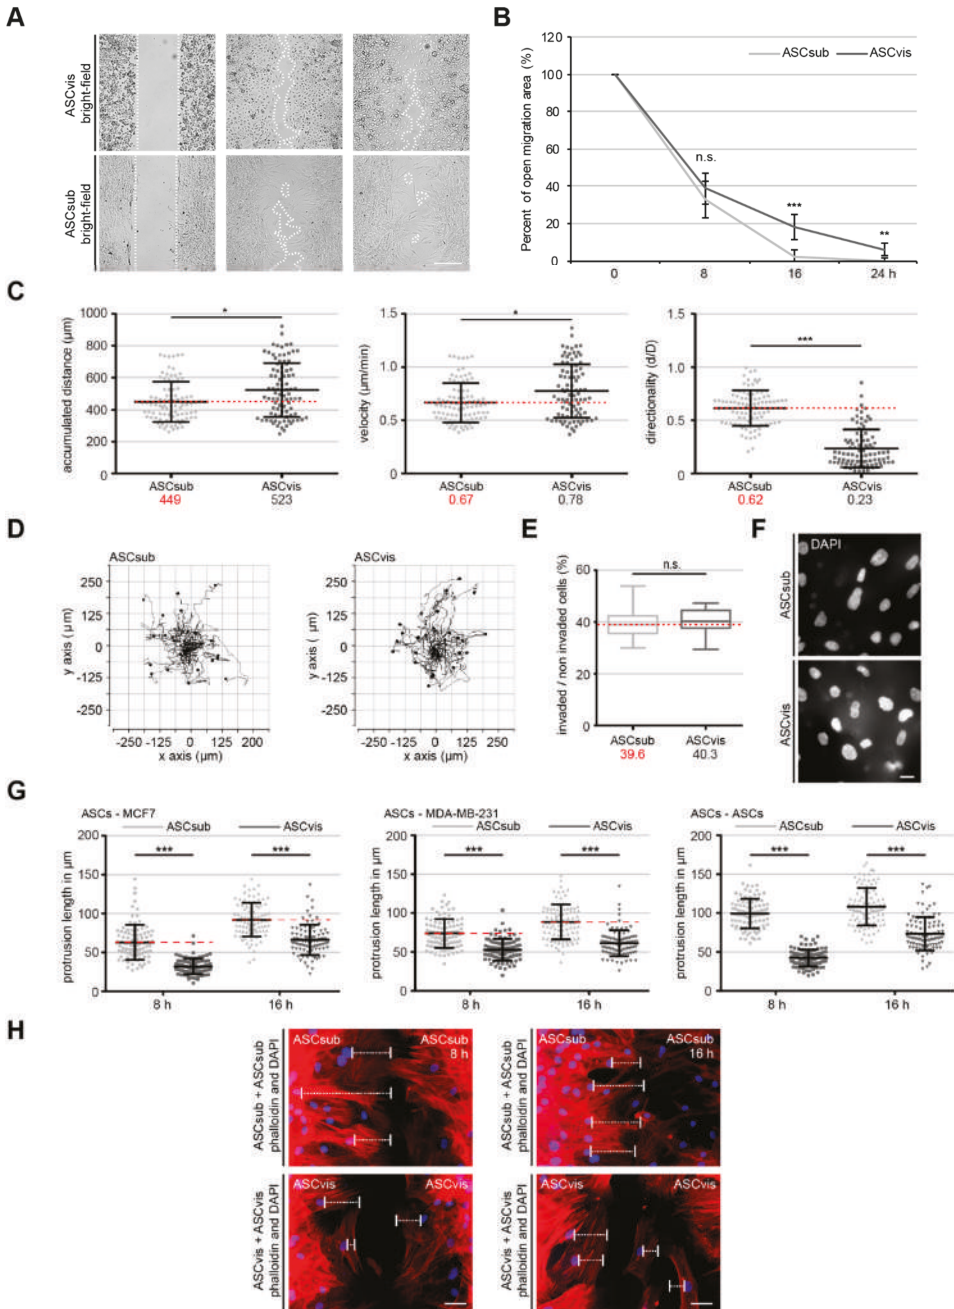 A
ASCvis
bright-field
ASCsub
bright-field
B
Percent of open migration area (%)
120
100
80
60
40
20
0
ASCsub
ASCvis
n.s.
***
**
0
8
16
24 h
C
accumulated distance (µm)
1000
800
600
400
200
0
*
ASCsub
ASCvis
449
523
velocity (µm/min)
1.5
1.0
0.5
0
*
ASCsub
ASCvis
0.67
0.78
directionality (d/D)
1.5
1.0
0.5
0
***
ASCsub
ASCvis
0.62
0.23
D
ASCsub
y axis (µm)
250
125
0
-125
-250
-250 -125 0 125 200
x axis (µm)
ASCvis
y axis ( µm)
250
125
0
-125
-250
-250 -125 0 125 200
x axis (µm)
E
invaded / non invaded cells (%)
60
40
20
0
n.s.
ASCsub
ASCvis
39.6
40.3
F
DAPI
ASCsub
ASCvis
G
ASCs - MCF7
ASCsub
ASCvis
protrusion length in µm
200
150
100
50
0
***
***
8 h
16 h
ASCs - MDA-MB-231
ASCsub
ASCvis
protrusion length in µm
200
150
100
50
0
***
***
8 h
16 h
ASCs - ASCs
ASCsub
ASCvis
protrusion length in µm
200
150
100
50
0
***
***
8 h
16 h
H
ASCsub + ASCsub
phalloidin and DAPI
ASCsub
ASCsub
8 h
ASCsub + ASCsub
phalloidin and DAPI
ASCsub
ASCsub
16 h
ASCvis + ASCvis
phalloidin and DAPI
ASCvis
ASCvis
ASCvis + ASCvis
phalloidin and DAPI
ASCvis
ASCvis